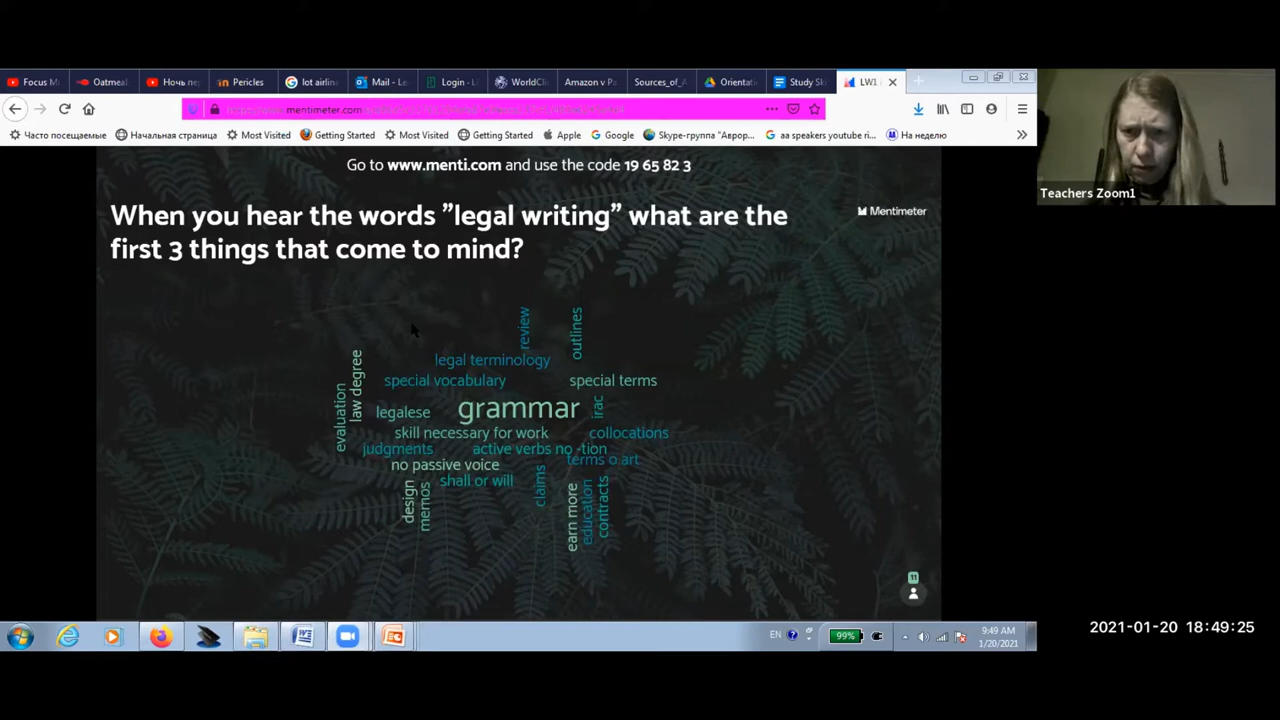 Focus M
Oatmeal
Ночь пе
Pericles
lot airlin
Mail - Le
Login - L
WorldCl
Amazon v Pa
Sources_of_A
Orientat
Study Sk
LW1
mentimeter.com
Часто посещаемые
Начальная страница
Most Visited
Getting Started
Most Visited
Getting Started
Apple
Google
Skype-группа "Аврор...
aa speakers youtube ri...
На неделю
Teachers Zoom1
Go to www.menti.com and use the code 19 65 82 3
When you hear the words "legal writing" what are the
first 3 things that come to mind?
Mentimeter
review
outlines
legal terminology
law degree
special vocabulary
special terms
evaluation
legalese
grammar
irac
skill necessary for work
collocations
judgments
active verbs no -tion
terms o art
no passive voice
shall or will
claims
design
memos
earn more
education
contracts
11
EN
99%
9:49 AM
1/20/2021
2021-01-20 18:49:25